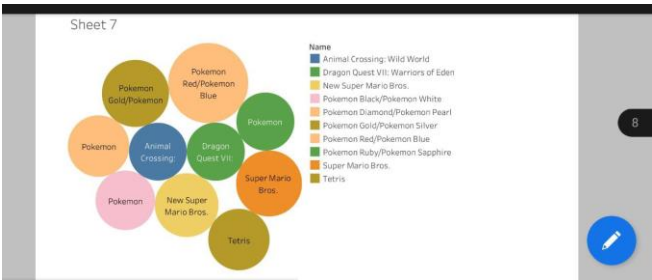 Sheet 7
Pokemon
Red/Pokemon
Blue
Pokemon
Gold/Pokemon
Pokemon
Pokemon
Animal
Crossing:
Dragon
Quest VII:
Super Mario
Bros.
Pokemon
New Super
Mario Bros.
Tetris
Name
Animal Crossing: Wild World
Dragon Quest VII: Warriors of Eden
New Super Mario Bros.
Pokemon Black/Pokemon White
Pokemon Diamond/Pokemon Pearl
Pokemon Gold/Pokemon Silver
Pokemon Red/Pokemon Blue
Pokemon Ruby/Pokemon Sapphire
Super Mario Bros.
Tetris
8